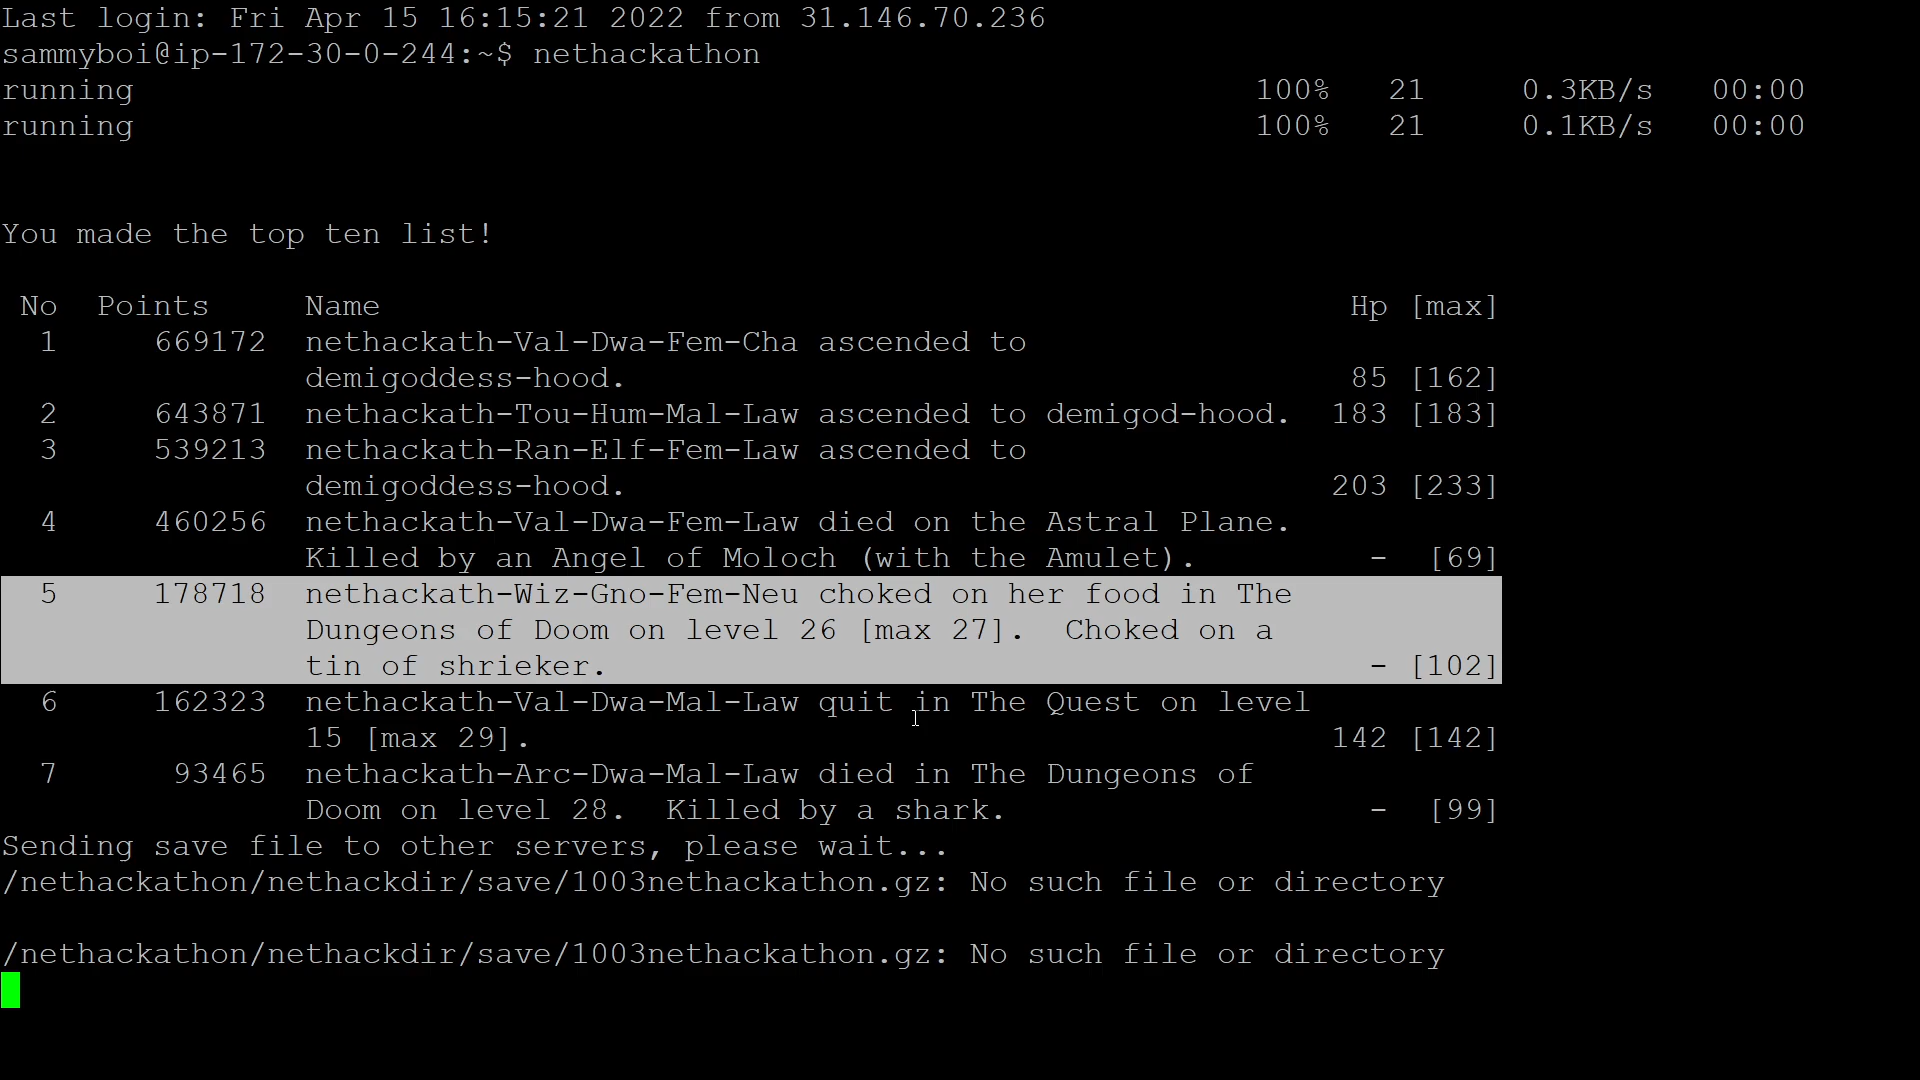 Last login: Fri Apr 15 16:15:21 2022 from 31.146.70.236
sammyboi@ip-172-30-0-244:~$ nethackathon
running 100% 21 0.3KB/s 00:00
running 100% 21 0.1KB/s 00:00
You made the top ten list!
No Points Name Hp [max]
1 669172 nethackath-Val-Dwa-Fem-Cha ascended to
demigoddess-hood. 85 [162]
2 643871 nethackath-Tou-Hum-Mal-Law ascended to demigod-hood. 183 [183]
3 539213 nethackath-Ran-Elf-Fem-Law ascended to
demigoddess-hood. 203 [233]
4 460256 nethackath-Val-Dwa-Fem-Law died on the Astral Plane.
Killed by an Angel of Moloch (with the Amulet). - [69]
5 178718 nethackath-Wiz-Gno-Fem-Neu choked on her food in The
Dungeons of Doom on level 26 [max 27]. Choked on a
tin of shrieker. - [102]
6 162323 nethackath-Val-Dwa-Mal-Law quit in The Quest on level
15 [max 29]. 142 [142]
7 93465 nethackath-Arc-Dwa-Mal-Law died in The Dungeons of
Doom on level 28. Killed by a shark. - [99]
Sending save file to other servers, please wait...
/nethackathon/nethackdir/save/1003nethackathon.gz: No such file or directory
/nethackathon/nethackdir/save/1003nethackathon.gz: No such file or directory